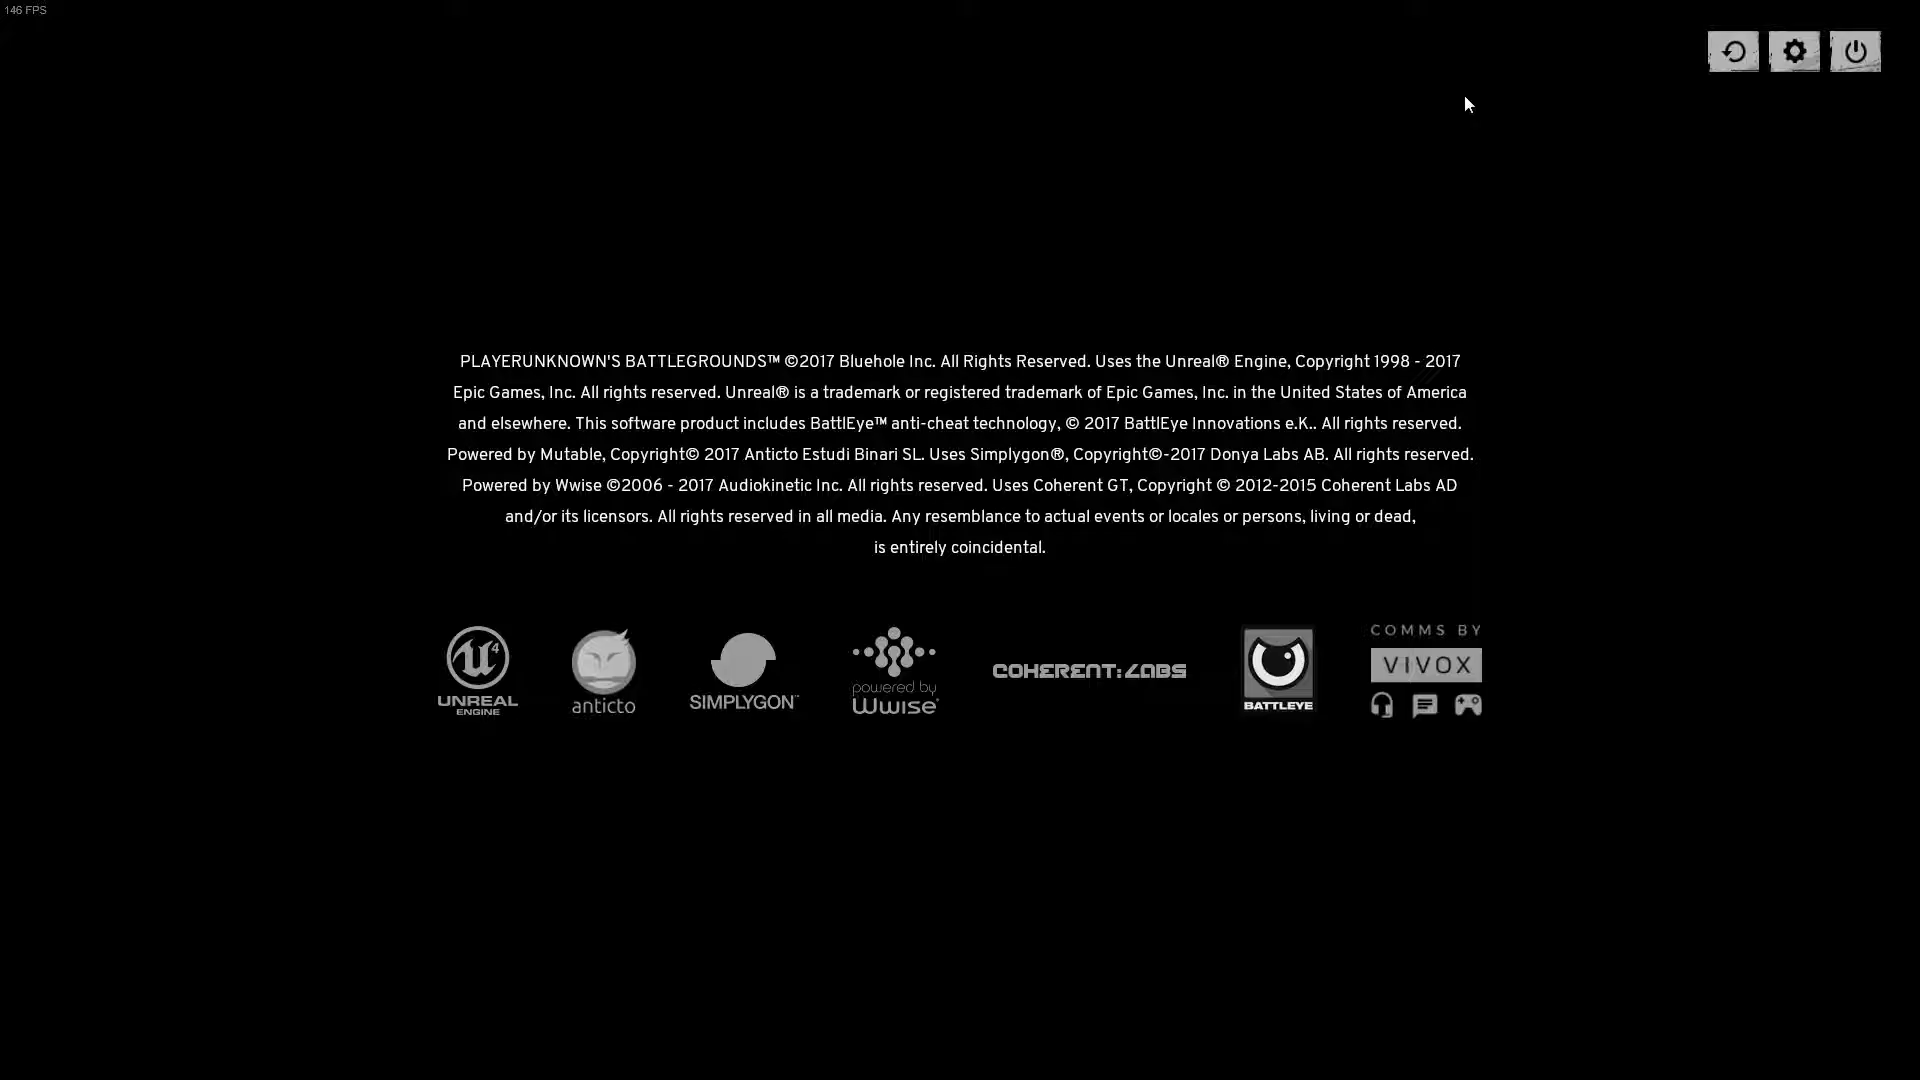 146 FPS
PLAYERUNKNOWN'S BATTLEGROUNDS™ ©2017 Bluehole Inc. All Rights Reserved. Uses the Unreal® Engine, Copyright 1998 - 2017
Epic Games, Inc. All rights reserved. Unreal® is a trademark or registered trademark of Epic Games, Inc. in the United States of America
and elsewhere. This software product includes BattlEye™ anti-cheat technology, © 2017 BattlEye Innovations e.K.. All rights reserved.
Powered by Mutable, Copyright© 2017 Anticto Estudi Binari SL. Uses Simplygon®, Copyright©-2017 Donya Labs AB. All rights reserved.
Powered by Wwise ©2006 - 2017 Audiokinetic Inc. All rights reserved. Uses Coherent GT, Copyright © 2012-2015 Coherent Labs AD
and/or its licensors. All rights reserved in all media. Any resemblance to actual events or locales or persons, living or dead,
is entirely coincidental.
U4
UNREAL
ENGINE
anticto
SIMPLYGON™
powered by
Wwise®
COHERENT:LABS
BATTLEYE
COMMS BY
VIVOX